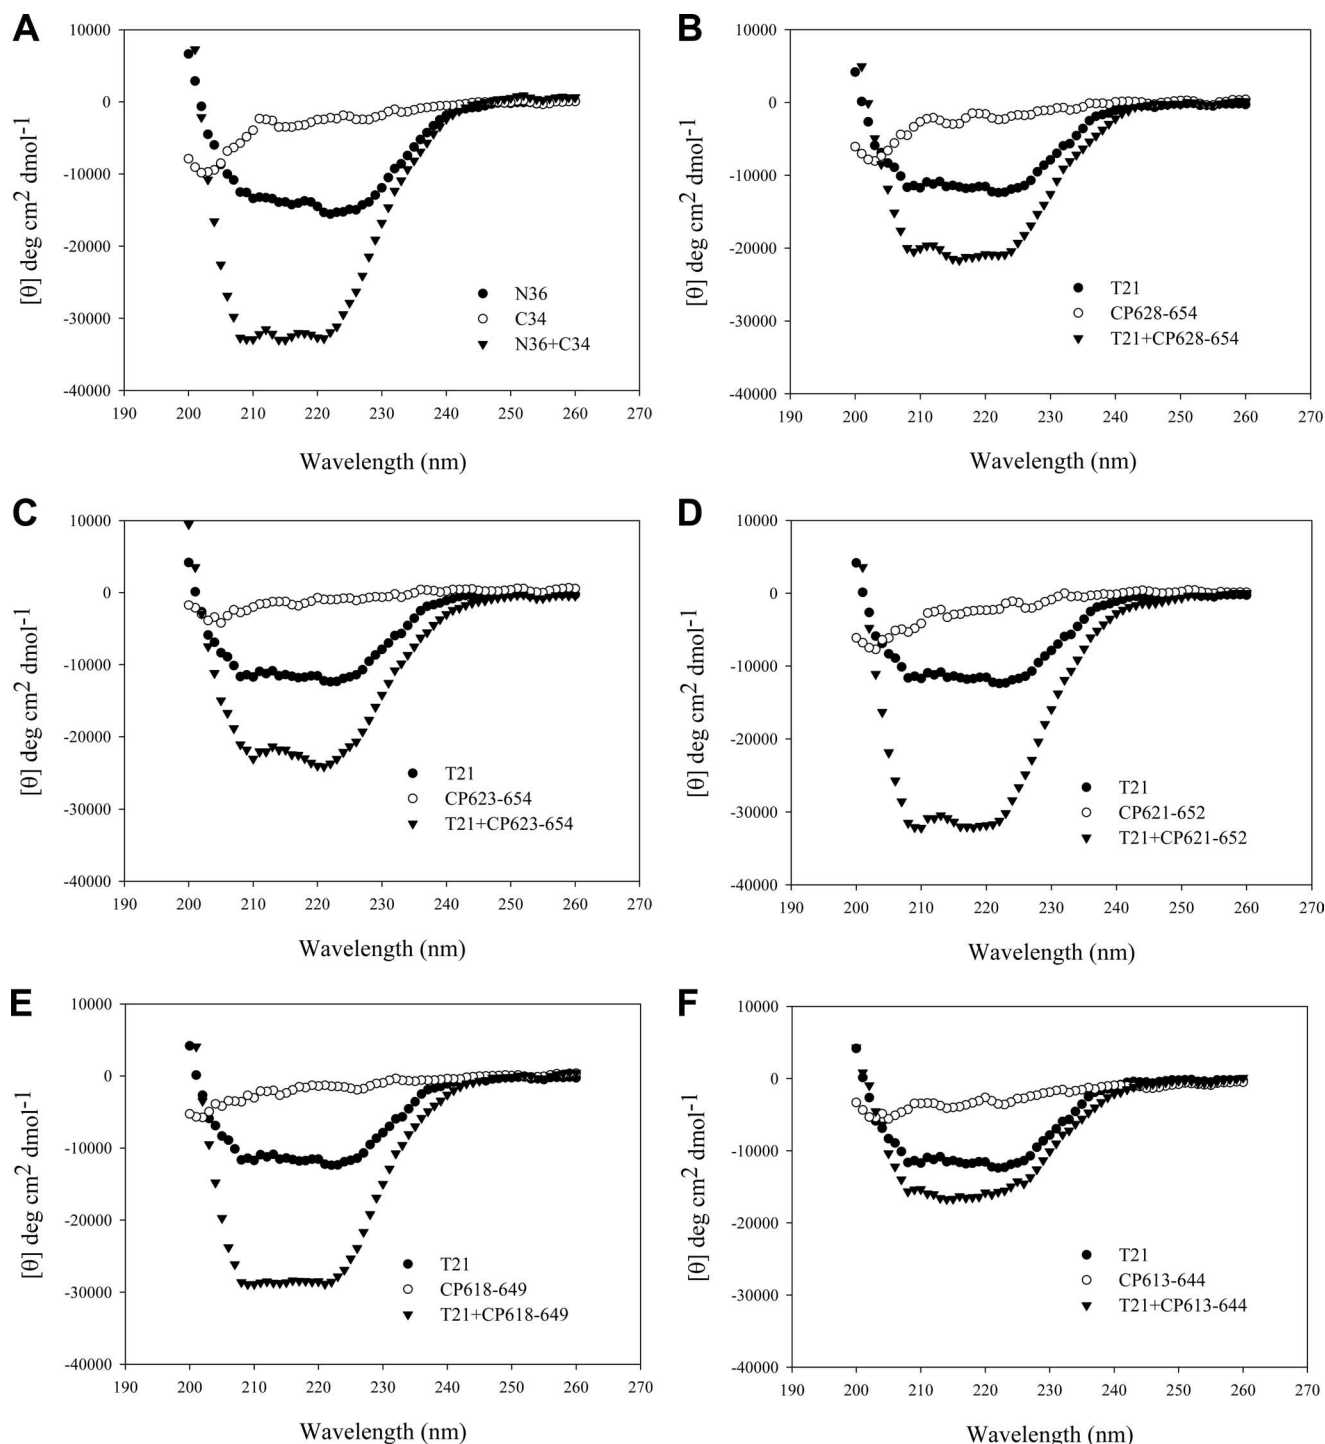 A
10000
0
-10000
-20000
-30000
-40000
[θ] deg cm2 dmol-1
N36
C34
N36+C34
190 200 210 220 230 240 250 260 270
Wavelength (nm)
B
10000
0
-10000
-20000
-30000
-40000
[θ] deg cm2 dmol-1
T21
CP628-654
T21+CP628-654
190 200 210 220 230 240 250 260 270
Wavelength (nm)
C
10000
0
-10000
-20000
-30000
-40000
[θ] deg cm2 dmol-1
T21
CP623-654
T21+CP623-654
190 200 210 220 230 240 250 260 270
Wavelength (nm)
D
10000
0
-10000
-20000
-30000
-40000
[θ] deg cm2 dmol-1
T21
CP621-652
T21+CP621-652
190 200 210 220 230 240 250 260 270
Wavelength (nm)
E
10000
0
-10000
-20000
-30000
-40000
[θ] deg cm2 dmol-1
T21
CP618-649
T21+CP618-649
190 200 210 220 230 240 250 260 270
Wavelength (nm)
F
10000
0
-10000
-20000
-30000
-40000
[θ] deg cm2 dmol-1
T21
CP613-644
T21+CP613-644
190 200 210 220 230 240 250 260 270
Wavelength (nm)